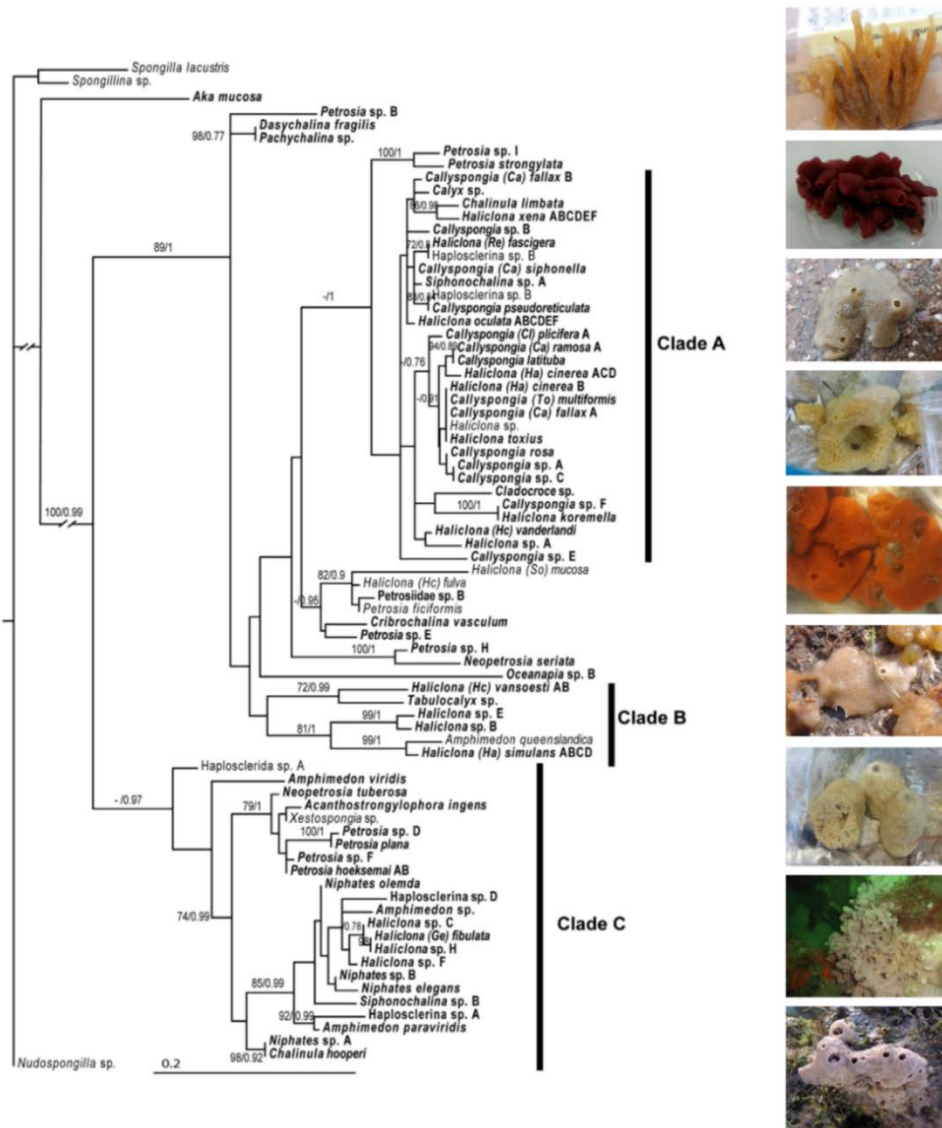 Spongilla lacustris
Spongillina sp.
Aka mucosa
Petrosia sp. B
98/0.77
Dasychalina fragilis
Pachychalina sp.
100/1
Petrosia sp. I
Petrosia strongylata
Callyspongia (Ca) fallax B
Calyx sp.
Chalinula limbata
Haliclona xena ABCDEF
Callyspongia sp. B
Haliclona (Re) fascigera
Haplosclerina sp. B
89/1
Callyspongia (Ca) siphonella
Siphonochalina sp. A
Haplosclerina sp. B
-/1
Callyspongia pseudoreticulata
Haliclona oculata ABCDEF
Callyspongia (Cl) plicifera A
Clade A
Callyspongia (Ca) ramosa A
-/0.76
Callyspongia latituba
Haliclona (Ha) cinerea ACD
Haliclona (Ha) cinerea B
-/0.91
Callyspongia (To) multiformis
Callyspongia (Ca) fallax A
Haliclona sp.
Haliclona toxius
Callyspongia rosa
Callyspongia sp. A
Callyspongia sp. C
Cladocroce sp.
100/1
Callyspongia sp. F
100/0.99
Haliclona koremella
Haliclona (Hc) vanderlandi
Haliclona sp. A
Callyspongia sp. E
Haliclona (So) mucosa
82/0.9
Haliclona (Hc) fulva
Petrosiidae sp. B
-/0.95
Petrosia ficiformis
Cribrochalina vasculum
Petrosia sp. E
100/1
Petrosia sp. H
Neopetrosia seriata
Oceanapia sp. B
72/0.99
Haliclona (Hc) vansoesti AB
Tabulocalyx sp.
99/1
Haliclona sp. E
Clade B
81/1
Haliclona sp. B
99/1
Amphimedon queenslandica
Haliclona (Ha) simulans ABCD
Haplosclerida sp. A
Amphimedon viridis
- /0.97
Neopetrosia tuberosa
79/1
Acanthostrongylophora ingens
Xestospongia sp.
100/1
Petrosia sp. D
Petrosia plana
Petrosia sp. F
Petrosia hoeksemai AB
Niphates olemda
Haplosclerina sp. D
Amphimedon sp.
74/0.99
Haliclona sp. C
Clade C
Haliclona (Ge) fibulata
Haliclona sp. H
Haliclona sp. F
Niphates sp. B
85/0.99
Niphates elegans
Siphonochalina sp. B
92/0.99
Haplosclerina sp. A
Amphimedon paraviridis
Niphates sp. A
98/0.92
Chalinula hooperi
Nudospongilla sp.
0.2